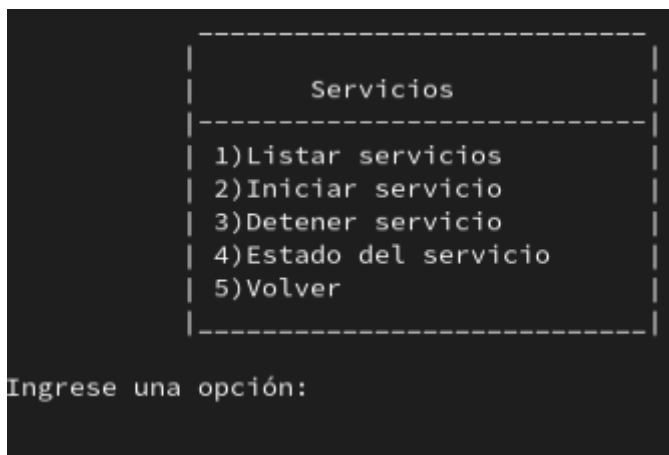 Servicios
1)Listar servicios
2)Iniciar servicio
3)Detener servicio
4)Estado del servicio
5)Volver
Ingrese una opción: